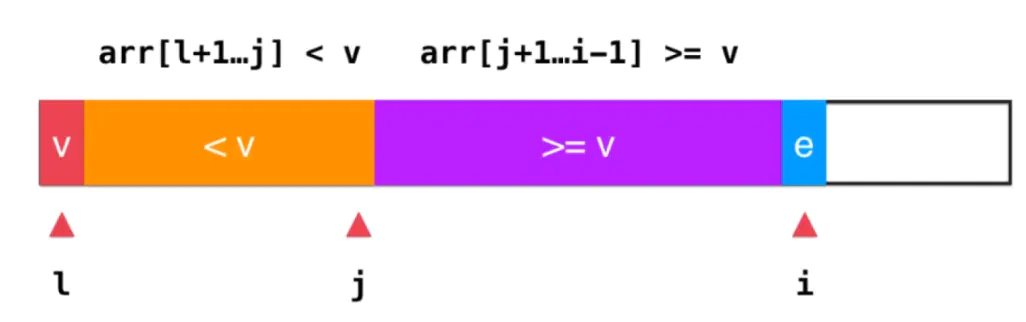 arr[l+1…j] < v arr[j+1…i-1] >= v
v < v >= v e
l j i